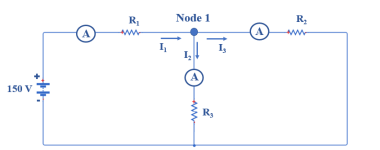 Node 1
R1
R2
A
A
I1
I3
I2
A
+
150 V
-
R3